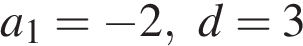 a₁ = −2, d = 3